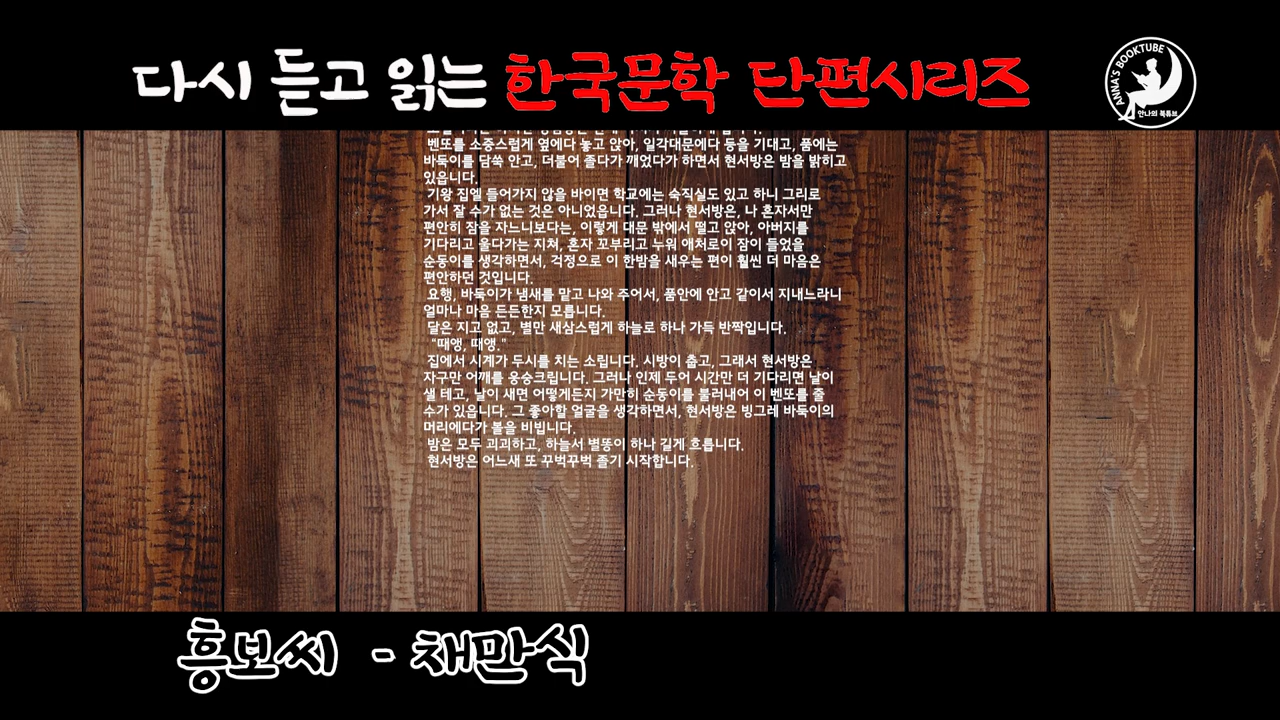 다시 듣고 읽는 한국문학 단편시리즈
ANNA'S BOOKTUBE
안나의 북튜브
벤또를 소중스럽게 옆에다 놓고 앉아, 일각대문에다 등을 기대고, 품에는
바둑이를 담쑥 안고, 더불어 졸다가 깨었다가 하면서 현서방은 밤을 밝히고
있읍니다.
기왕 집엘 들어가지 않을 바이면 학교에는 숙직실도 있고 하니 그리로
가서 잘 수가 없는 것은 아니었읍니다. 그러나 현서방은, 나 혼자서만
편안히 잠을 자느니보다는, 이렇게 대문 밖에서 떨고 앉아, 아버지를
기다리고 울다가는 지쳐, 혼자 꼬부리고 누워 애처로이 잠이 들었을
순둥이를 생각하면서, 걱정으로 이 한밤을 새우는 편이 훨씬 더 마음은
편안하던 것입니다.
요행, 바둑이가 냄새를 맡고 나와 주어서, 품안에 안고 같이서 지내느라니
얼마나 마음 든든한지 모릅니다.
달은 지고 없고, 별만 새삼스럽게 하늘로 하나 가득 반짝입니다.
"때앵, 때앵."
집에서 시계가 두시를 치는 소립니다. 시방이 춥고, 그래서 현서방은
자구만 어깨를 옹숭크립니다. 그러나 인제 두어 시간만 더 기다리면 날이
샐 테고, 날이 새면 어떻게든지 가만히 순둥이를 불러내어 이 벤또를 줄
수가 있읍니다. 그 좋아할 얼굴을 생각하면서, 현서방은 빙그레 바둑이의
머리에다가 볼을 비빕니다.
밤은 모두 괴괴하고, 하늘서 별똥이 하나 길게 흐릅니다.
현서방은 어느새 또 꾸벅꾸벅 졸기 시작합니다.
흥보씨 - 채만식